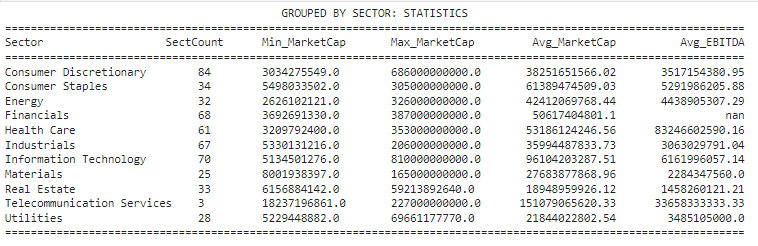 GROUPED BY SECTOR: STATISTICS
================================================================================================================
Sector SectCount Min_MarketCap Max_MarketCap Avg_MarketCap Avg_EBITDA
================================================================================================================
Consumer Discretionary 84 3034275549.0 686000000000.0 38251651566.02 3517154380.95
Consumer Staples 34 5498033502.0 305000000000.0 61389474509.03 5291986205.88
Energy 32 2626102121.0 326000000000.0 42412069768.44 4438905307.29
Financials 68 3692691330.0 387000000000.0 50617404801.1 nan
Health Care 61 3209792400.0 353000000000.0 53186124246.56 83246602590.16
Industrials 67 5330131216.0 206000000000.0 35994487833.73 3063029791.04
Information Technology 70 5134501276.0 810000000000.0 96104203287.51 6161996057.14
Materials 25 8001938397.0 165000000000.0 27683877868.96 2284347560.0
Real Estate 33 6156884142.0 59213892640.0 18948959926.12 1458260121.21
Telecommunication Services 3 18237196861.0 227000000000.0 151079065620.33 33658333333.33
Utilities 28 5229448882.0 69661177770.0 21844022802.54 3485105000.0
================================================================================================================